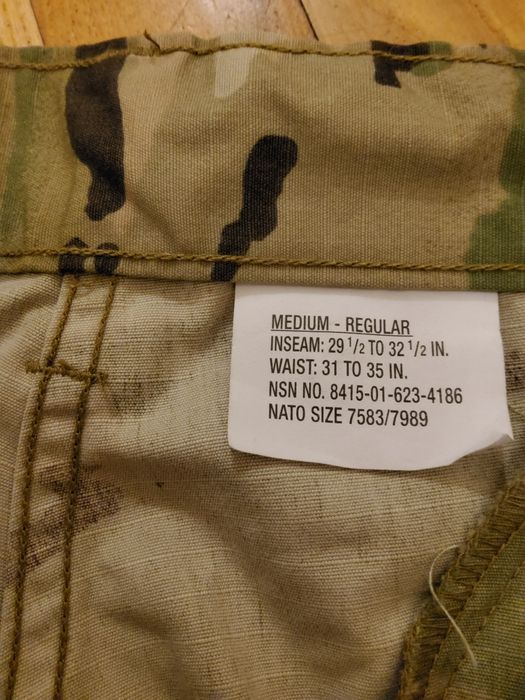 MEDIUM - REGULAR
INSEAM: 29 1/2 TO 32 1/2 IN.
WAIST: 31 TO 35 IN.
NSN NO. 8415-01-623-4186
NATO SIZE 7583/7989